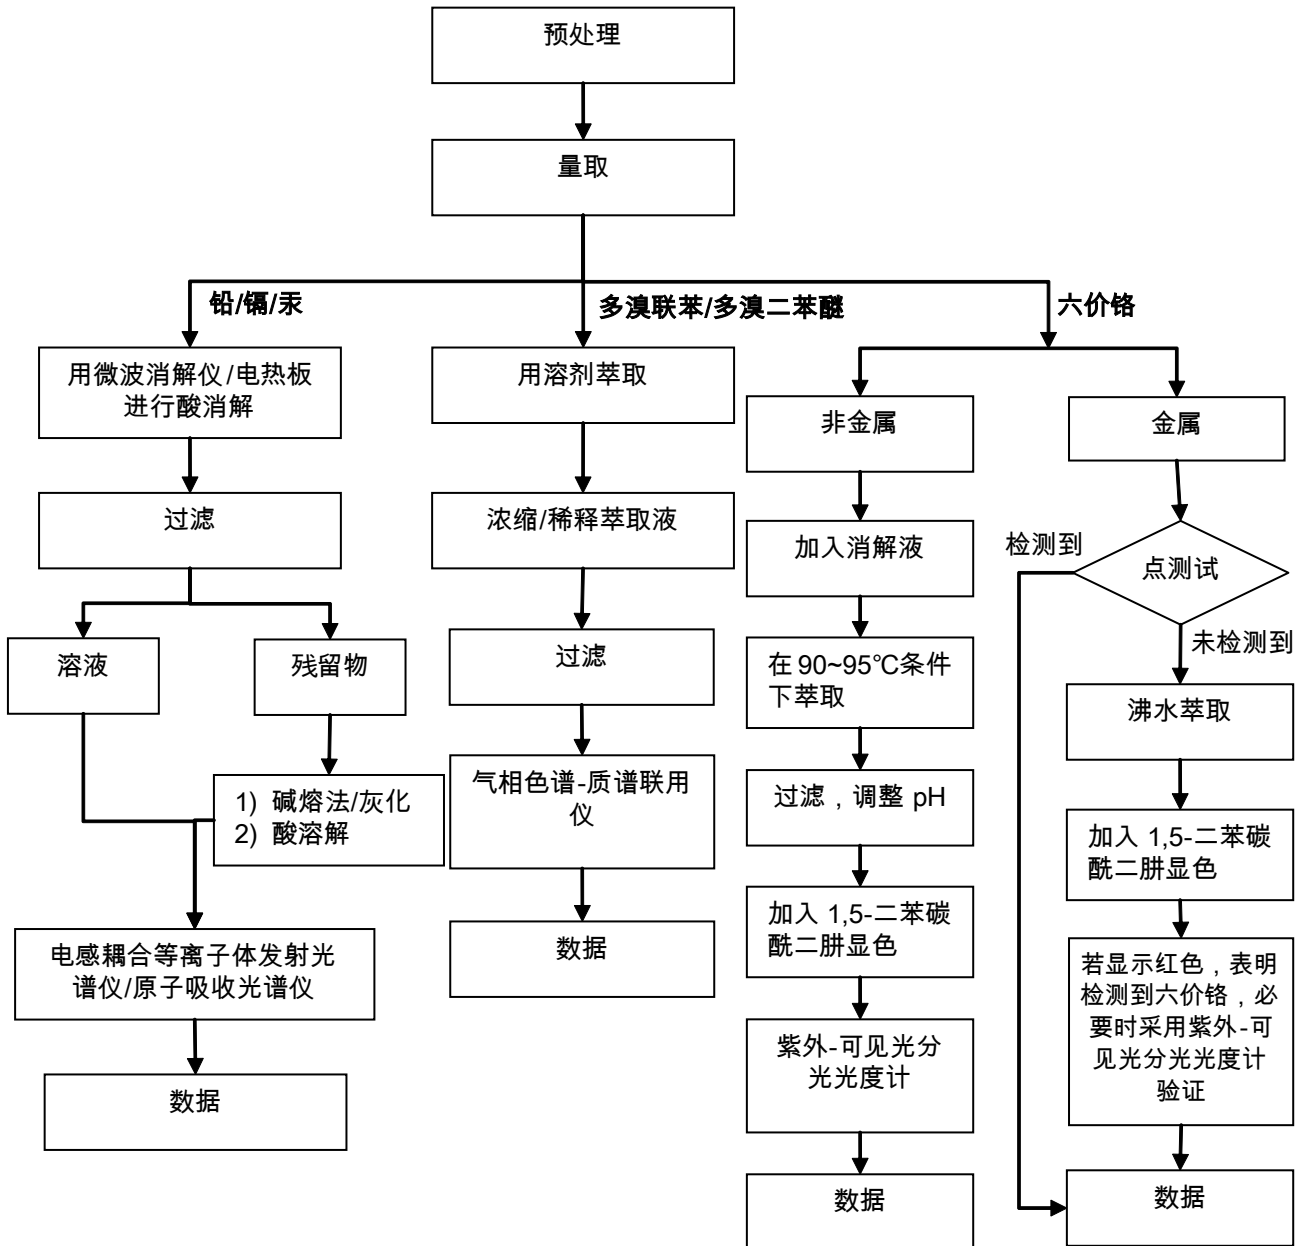 预处理
量取
铅/镉/汞
多溴联苯/多溴二苯醚
六价铬
用微波消解仪/电热板
进行酸消解
过滤
溶液
残留物
1) 碱熔法/灰化
2) 酸溶解
电感耦合等离子体发射光
谱仪/原子吸收光谱仪
数据
用溶剂萃取
浓缩/稀释萃取液
过滤
气相色谱-质谱联用
仪
数据
非金属
加入消解液
在 90~95℃条件
下萃取
过滤，调整 pH
加入 1,5-二苯碳
酰二肼显色
紫外-可见光分
光光度计
数据
金属
点测试
检测到
未检测到
沸水萃取
加入 1,5-二苯碳
酰二肼显色
若显示红色，表明
检测到六价铬，必
要时采用紫外-可
见光分光光度计
验证
数据